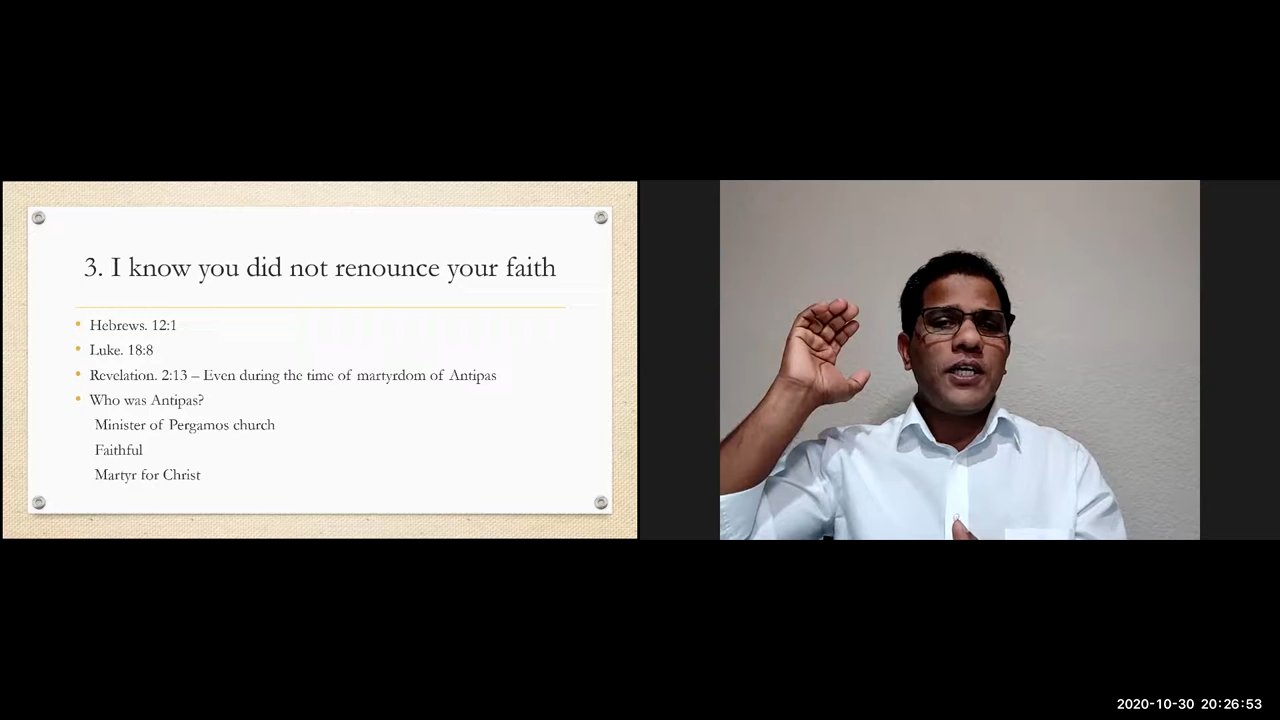 3. I know you did not renounce your faith
Hebrews. 12:1
Luke. 18:8
Revelation. 2:13 – Even during the time of martyrdom of Antipas
Who was Antipas?
Minister of Pergamos church
Faithful
Martyr for Christ
2020-10-30 20:26:53